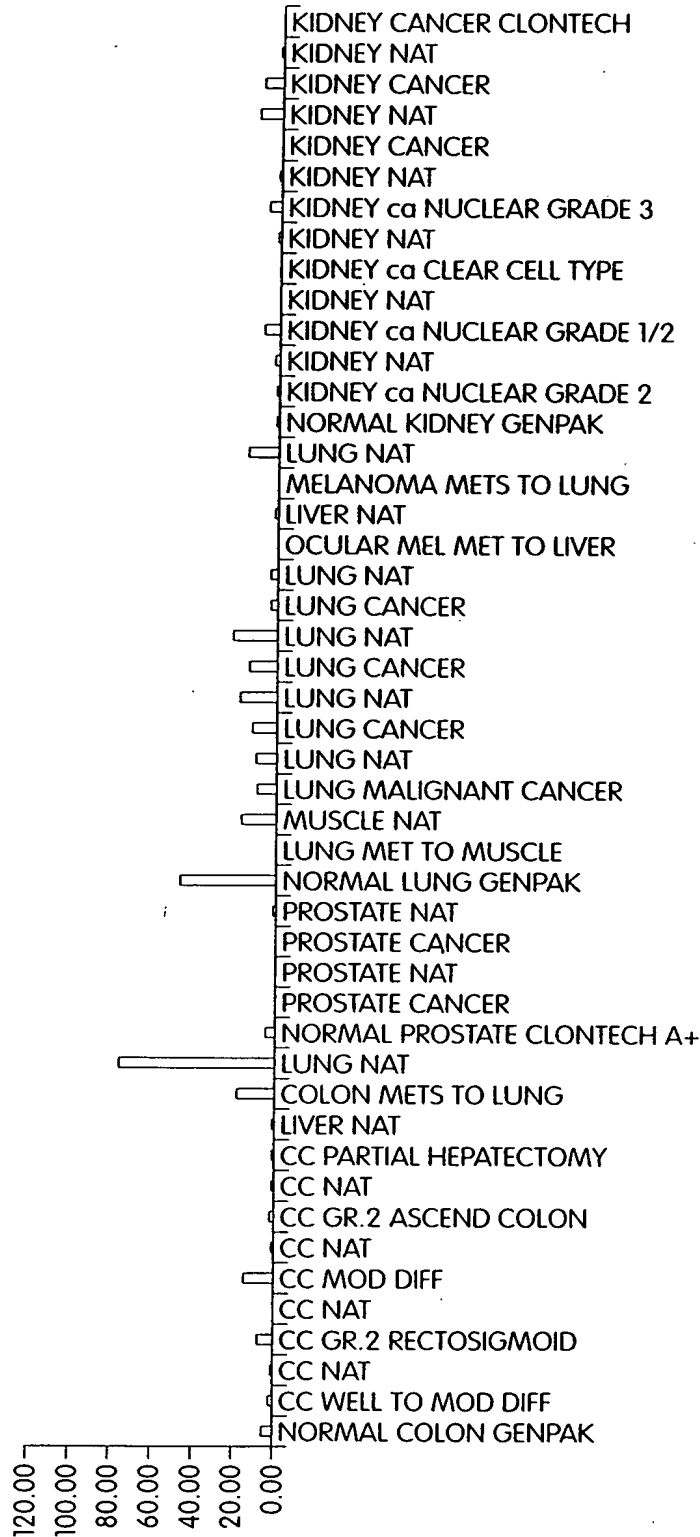 KIDNEY CANCER CLONTECH
KIDNEY NAT
KIDNEY CANCER
KIDNEY NAT
KIDNEY CANCER
KIDNEY NAT
KIDNEY ca NUCLEAR GRADE 3
KIDNEY NAT
KIDNEY ca CLEAR CELL TYPE
KIDNEY NAT
KIDNEY ca NUCLEAR GRADE 1/2
KIDNEY NAT
KIDNEY ca NUCLEAR GRADE 2
NORMAL KIDNEY GENPAK
LUNG NAT
MELANOMA METS TO LUNG
LIVER NAT
OCULAR MEL MET TO LIVER
LUNG NAT
LUNG CANCER
LUNG NAT
LUNG CANCER
LUNG NAT
LUNG CANCER
LUNG NAT
LUNG MALIGNANT CANCER
MUSCLE NAT
LUNG MET TO MUSCLE
NORMAL LUNG GENPAK
PROSTATE NAT
PROSTATE CANCER
PROSTATE NAT
PROSTATE CANCER
NORMAL PROSTATE CLONTECH A+
LUNG NAT
COLON METS TO LUNG
LIVER NAT
CC PARTIAL HEPATECTOMY
CC NAT
CC GR.2 ASCEND COLON
CC NAT
CC MOD DIFF
CC NAT
CC GR.2 RECTOSIGMOID
CC NAT
CC WELL TO MOD DIFF
NORMAL COLON GENPAK
120.00
100.00
80.00
60.00
40.00
20.00
0.00